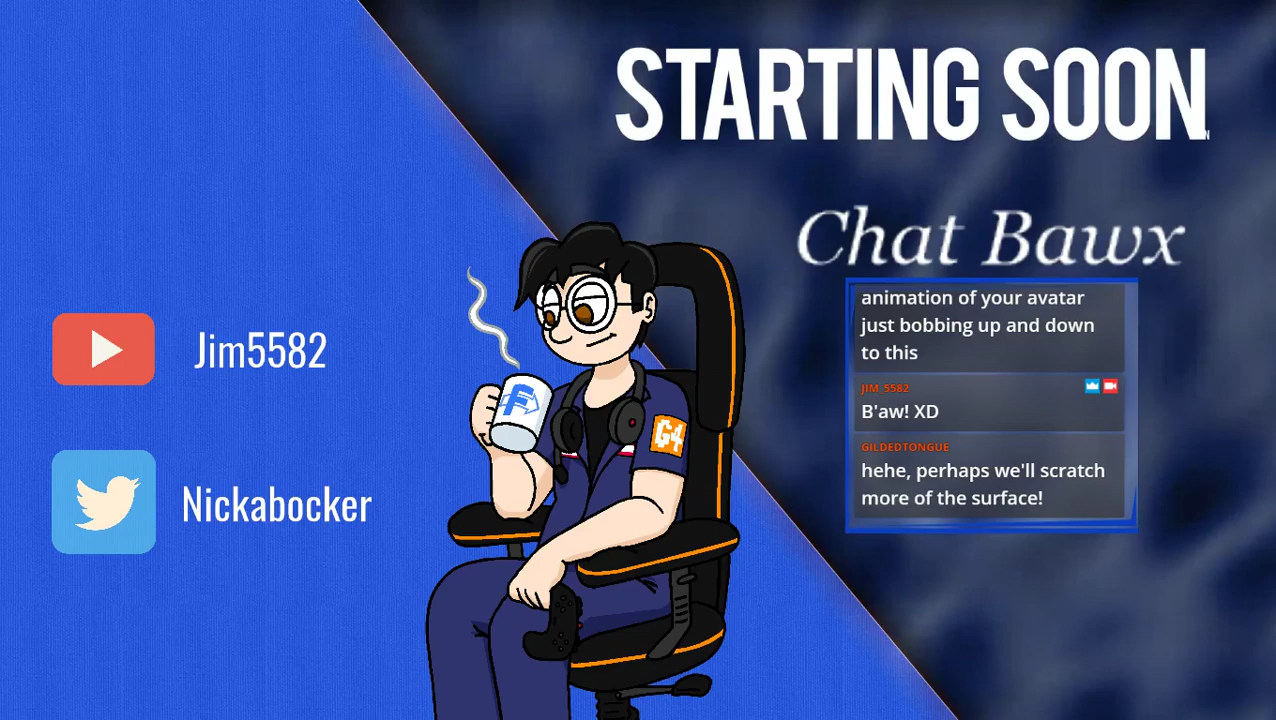 STARTING SOON
Chat Bawx
animation of your avatar
just bobbing up and down
to this
JIM_5582
B'aw! XD
GILDEDTONGUE
hehe, perhaps we'll scratch
more of the surface!
Jim5582
Nickabocker
F
G4